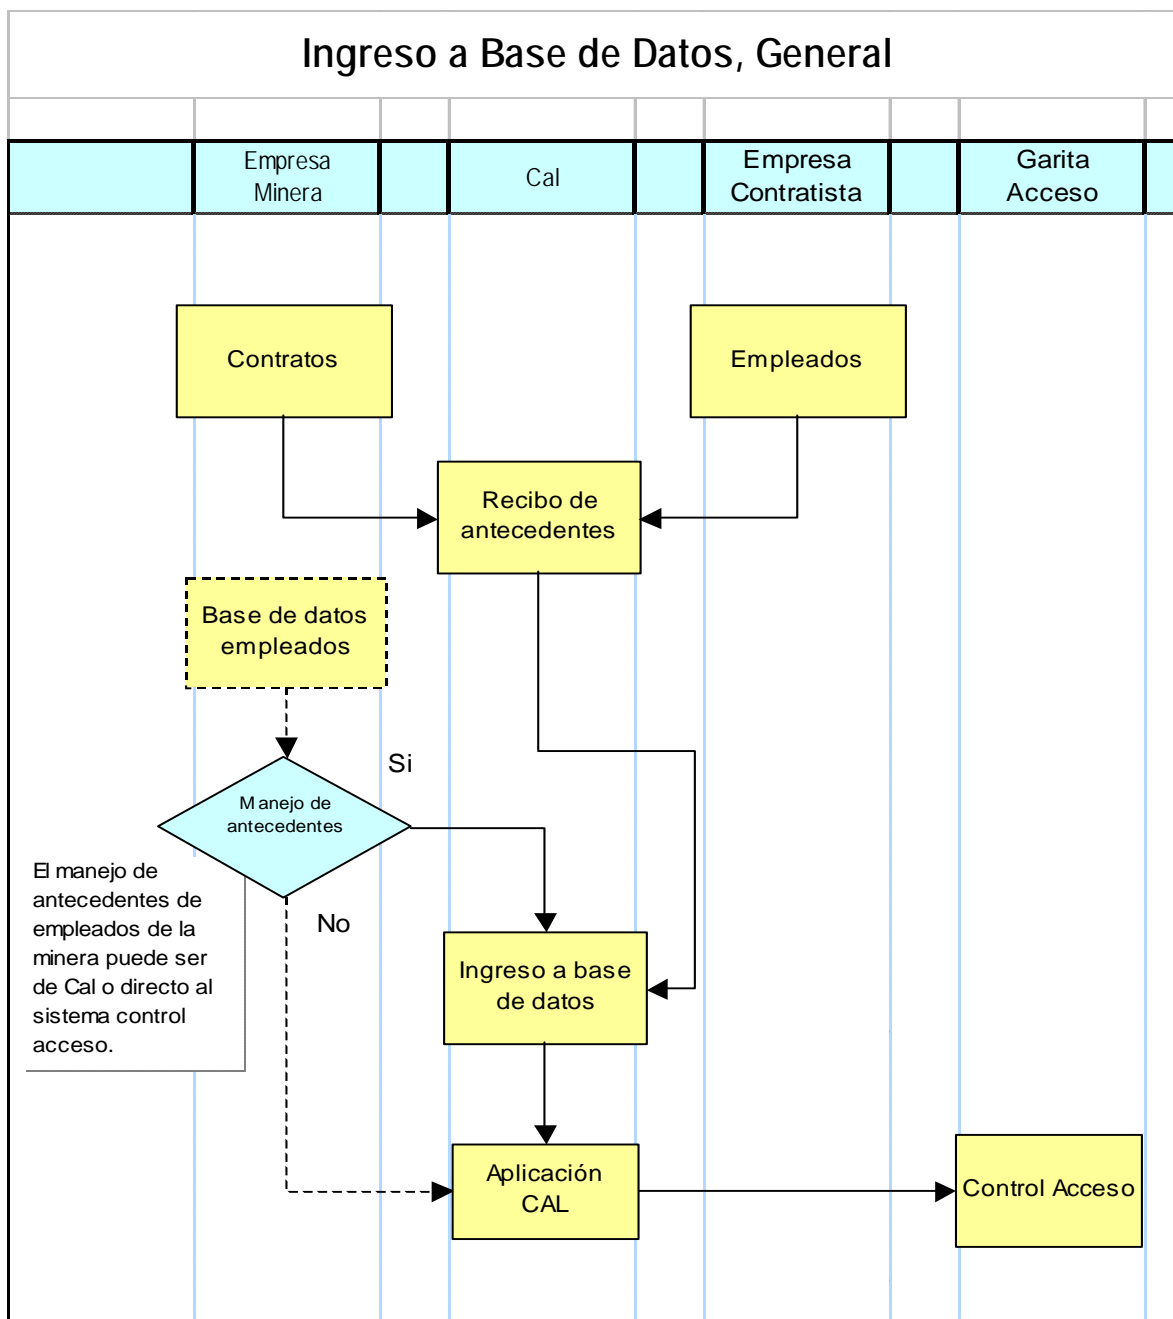 Ingreso a Base de Datos, General
Empresa
Minera
Cal
Empresa
Contratista
Garita
Acceso
Contratos
Empleados
Recibo de
antecedentes
Base de datos
empleados
Si
Manejo de
antecedentes
El manejo de
antecedentes de
empleados de la
minera puede ser
de Cal o directo al
sistema control
acceso.
No
Ingreso a base
de datos
Aplicación
CAL
Control Acceso